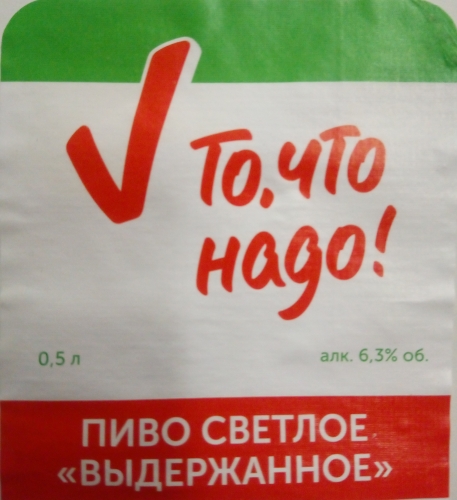 То, что
надо!
0,5 л
алк. 6,3% об.
ПИВО СВЕТЛОЕ
«ВЫДЕРЖАННОЕ»